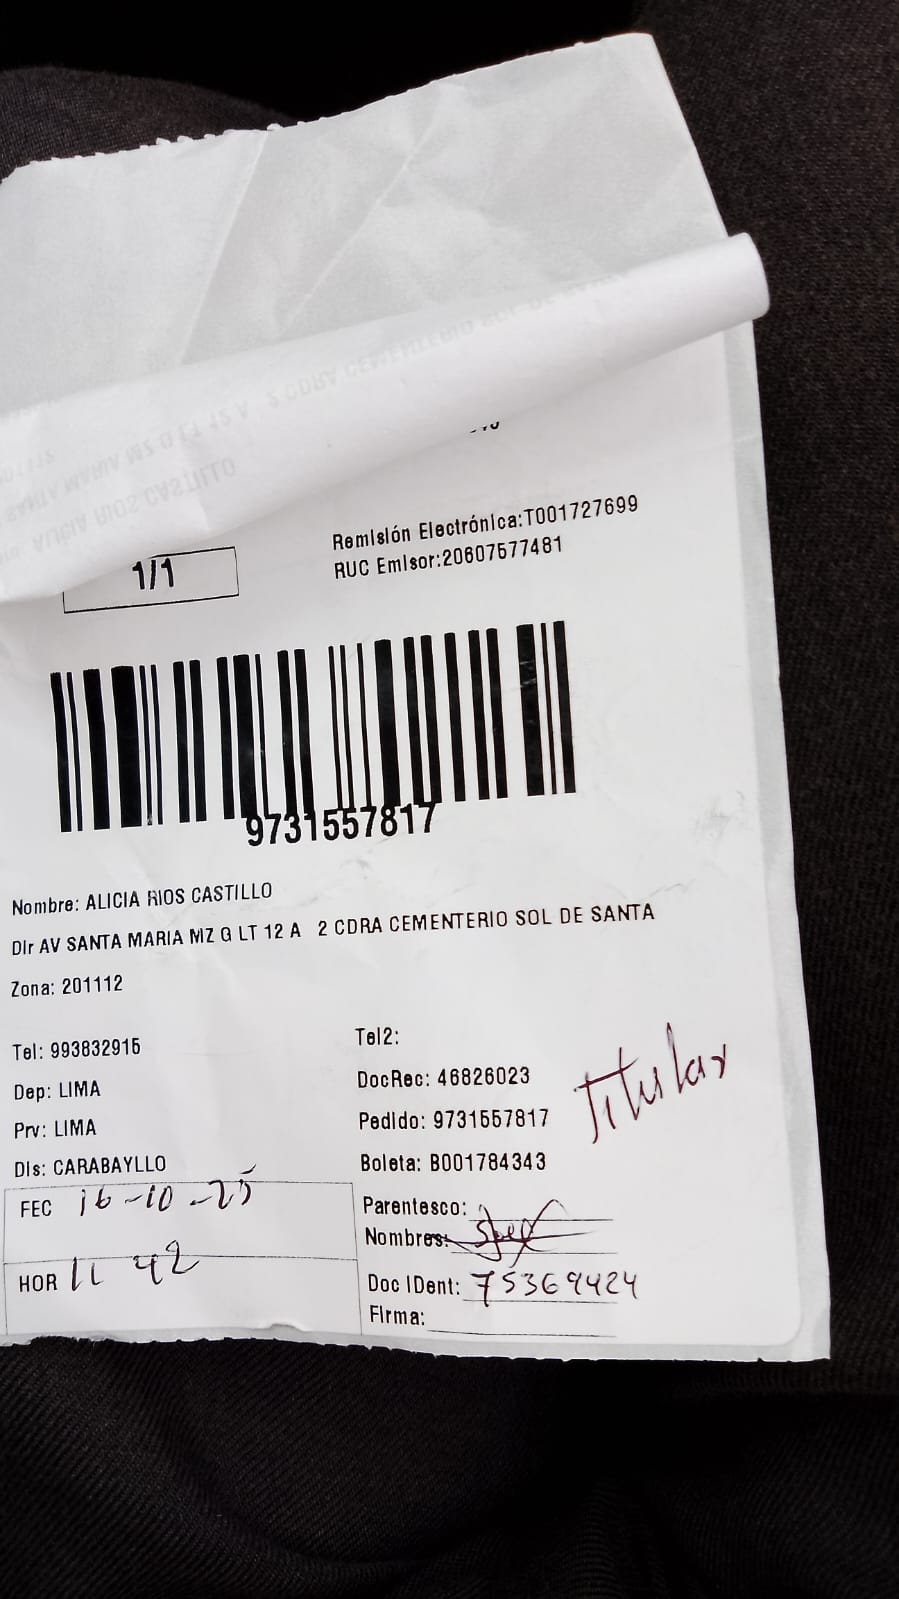 1/1
Remisión Electrónica:T001727699
RUC Emisor:20607577481
9731557817
Nombre: ALICIA RIOS CASTILLO
Dir AV SANTA MARIA MZ G LT 12 A 2 CDRA CEMENTERIO SOL DE SANTA
Zona: 201112
Tel: 993832915
Tel2:
Dep: LIMA
DocRec: 46826023
Titular
Prv: LIMA
Pedido: 9731557817
Dis: CARABAYLLO
Boleta: B001784343
FEC 16-10-25
Parentesco:
Nombres:
HOR 11 42
Doc IDent: 75369424
Firma: